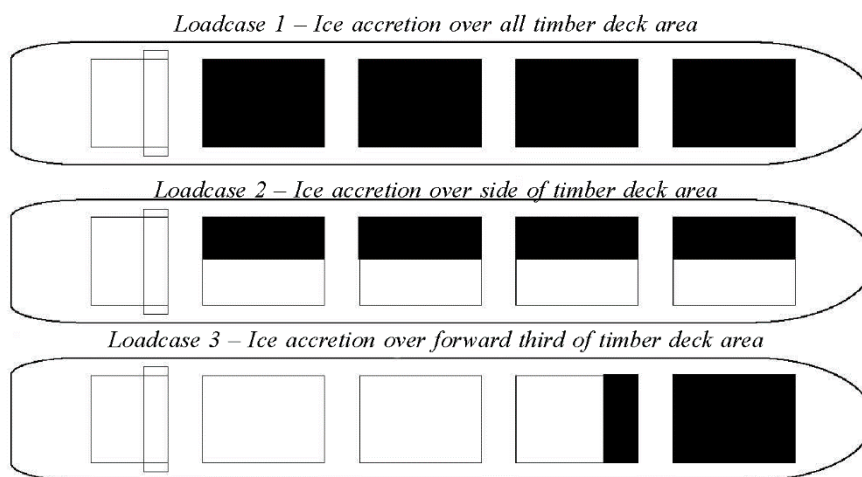 Loadcase 1 – Ice accretion over all timber deck area
Loadcase 2 – Ice accretion over side of timber deck area
Loadcase 3 – Ice accretion over forward third of timber deck area